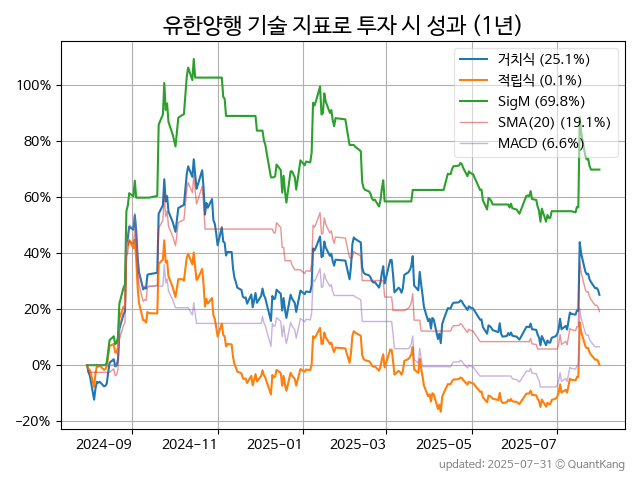 유한양행 기술 지표로 투자 시 성과 (1년)
거치식 (25.1%)
적립식 (0.1%)
SigM (69.8%)
SMA(20) (19.1%)
MACD (6.6%)
100%
80%
60%
40%
20%
0%
−20%
2024-09
2024-11
2025-01
2025-03
2025-05
2025-07
updated: 2025-07-31 © QuantKang